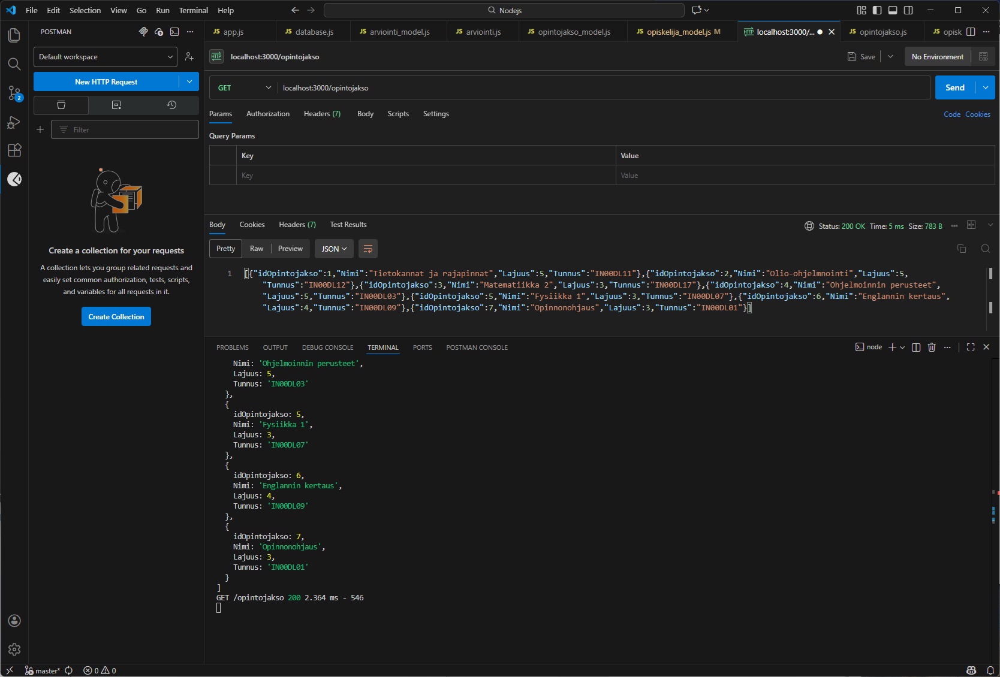 File Edit Selection View Go Run Terminal Help
Nodejs
POSTMAN
Default workspace
New HTTP Request
Filter
Create a collection for your requests
A collection lets you group related requests and
easily set common authorization, tests, scripts,
and variables for all requests in it.
Create Collection
JS app.js
JS database.js
JS arviointi_model.js
JS arviointi.js
JS opintojakso_model.js
JS opiskelija_model.js M
HTTP localhost:3000/...
JS opintojakso.js
JS opisk
HTTP localhost:3000/opintojakso
Save
No Environment
GET localhost:3000/opintojakso
Send
Params Authorization Headers (7) Body Scripts Settings
Code Cookies
Query Params
Key Value
Key Value
Body Cookies Headers (7) Test Results
Status: 200 OK Time: 5 ms Size: 783 B
Pretty Raw Preview JSON
1 [{"idOpintojakso":1,"Nimi":"Tietokannat ja rajapinnat","Lajuus":5,"Tunnus":"IN00DL11"},{"idOpintojakso":2,"Nimi":"Olio-ohjelmnointi","Lajuus":5,
"Tunnus":"IN00DL12"},{"idOpintojakso":3,"Nimi":"Matematiikka 2","Lajuus":3,"Tunnus":"IN00DL17"},{"idOpintojakso":4,"Nimi":"Ohjelmoinnin perusteet",
"Lajuus":5,"Tunnus":"IN00DL03"},{"idOpintojakso":5,"Nimi":"Fysiikka 1","Lajuus":3,"Tunnus":"IN00DL07"},{"idOpintojakso":6,"Nimi":"Englannin kertaus",
"Lajuus":4,"Tunnus":"IN00DL09"},{"idOpintojakso":7,"Nimi":"Opinnonohjaus","Lajuus":3,"Tunnus":"IN00DL01"}]
PROBLEMS OUTPUT DEBUG CONSOLE TERMINAL PORTS POSTMAN CONSOLE
node
Nimi: 'Ohjelmoinnin perusteet',
Lajuus: 5,
Tunnus: 'IN00DL03'
},
{
idOpintojakso: 5,
Nimi: 'Fysiikka 1',
Lajuus: 3,
Tunnus: 'IN00DL07'
},
{
idOpintojakso: 6,
Nimi: 'Englannin kertaus',
Lajuus: 4,
Tunnus: 'IN00DL09'
},
{
idOpintojakso: 7,
Nimi: 'Opinnonohjaus',
Lajuus: 3,
Tunnus: 'IN00DL01'
}
]
GET /opintojakso 200 2.364 ms - 546
2
master* 0 0